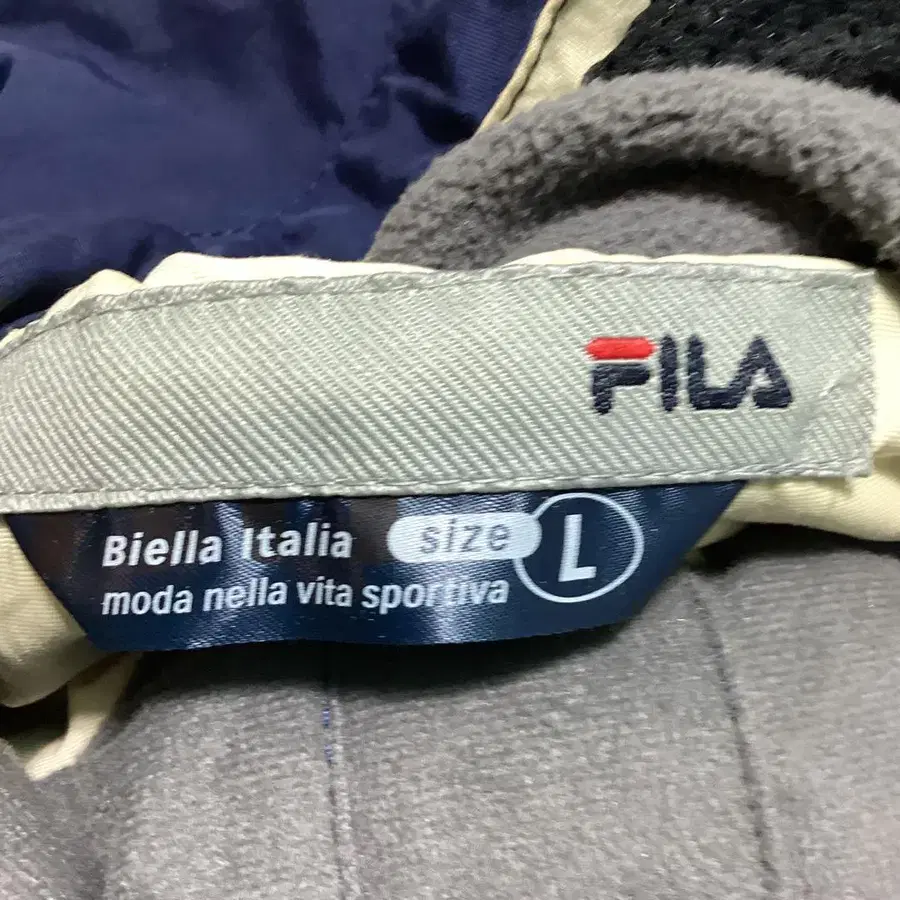 FILA
Biella Italia size L
moda nella vita sportiva